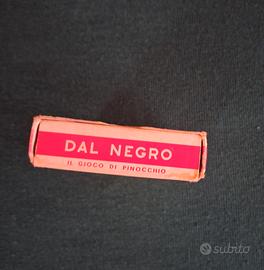 DAL NEGRO
IL GIOCO DI PINOCCHIO
subito